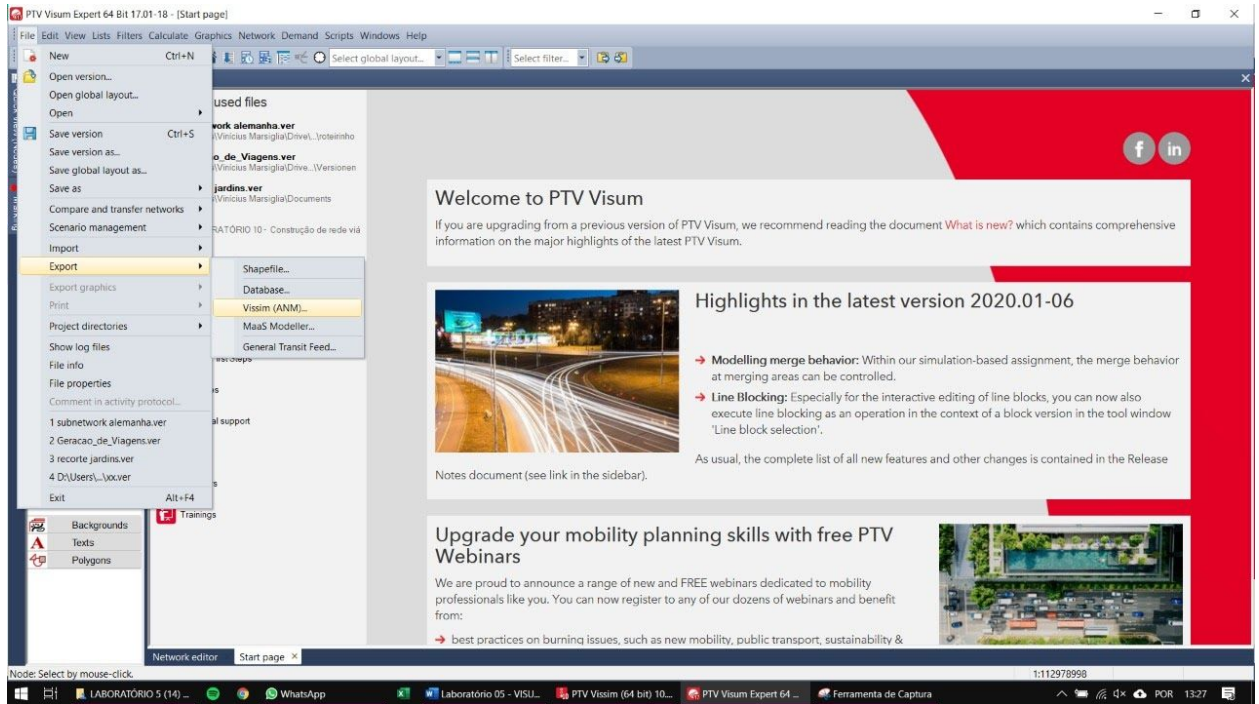 PTV Visum Expert 64 Bit 17.01-18 - [Start page]
File Edit View Lists Filters Calculate Graphics Network Demand Scripts Windows Help
Select global layout...
Select filter...
New Ctrl+N
Open version...
Open global layout...
Open
Save version Ctrl+S
Save version as...
Save global layout as...
Save as
Compare and transfer networks
Scenario management
Import
Export
Export graphics
Print
Project directories
Show log files
File info
File properties
Comment in activity protocol...
1 subnetwork alemanha.ver
2 Geracao_de_Viagens.ver
3 recorte jardins.ver
4 D:\Users\...\xx.ver
Exit Alt+F4
Shapefile...
Database...
Vissim (ANM)...
MaaS Modeller...
General Transit Feed...
used files
work alemanha.ver
\Vinicius Marsiglia\Drive\...\roteirinho
o_de_Viagens.ver
\Vinicius Marsiglia\Drive...\Versionen
jardins.ver
\Vinicius Marsiglia\Documents
RATÓRIO 10 - Construção de rede viá
al support
Trainings
Backgrounds
Texts
Polygons
f in
Welcome to PTV Visum
If you are upgrading from a previous version of PTV Visum, we recommend reading the document What is new? which contains comprehensive
information on the major highlights of the latest PTV Visum.
Highlights in the latest version 2020.01-06
Modelling merge behavior: Within our simulation-based assignment, the merge behavior
at merging areas can be controlled.
Line Blocking: Especially for the interactive editing of line blocks, you can now also
execute line blocking as an operation in the context of a block version in the tool window
'Line block selection'.
As usual, the complete list of all new features and other changes is contained in the Release
Notes document (see link in the sidebar).
Upgrade your mobility planning skills with free PTV
Webinars
We are proud to announce a range of new and FREE webinars dedicated to mobility
professionals like you. You can now register to any of our dozens of webinars and benefit
from:
best practices on burning issues, such as new mobility, public transport, sustainability &
Network editor Start page
Node: Select by mouse-click.
1:112978998
LABORATÓRIO 5 (14) _ WhatsApp Laboratório 05 - VISU... PTV Vissim (64 bit) 10.... PTV Visum Expert 64 ... Ferramenta de Captura POR 13:27